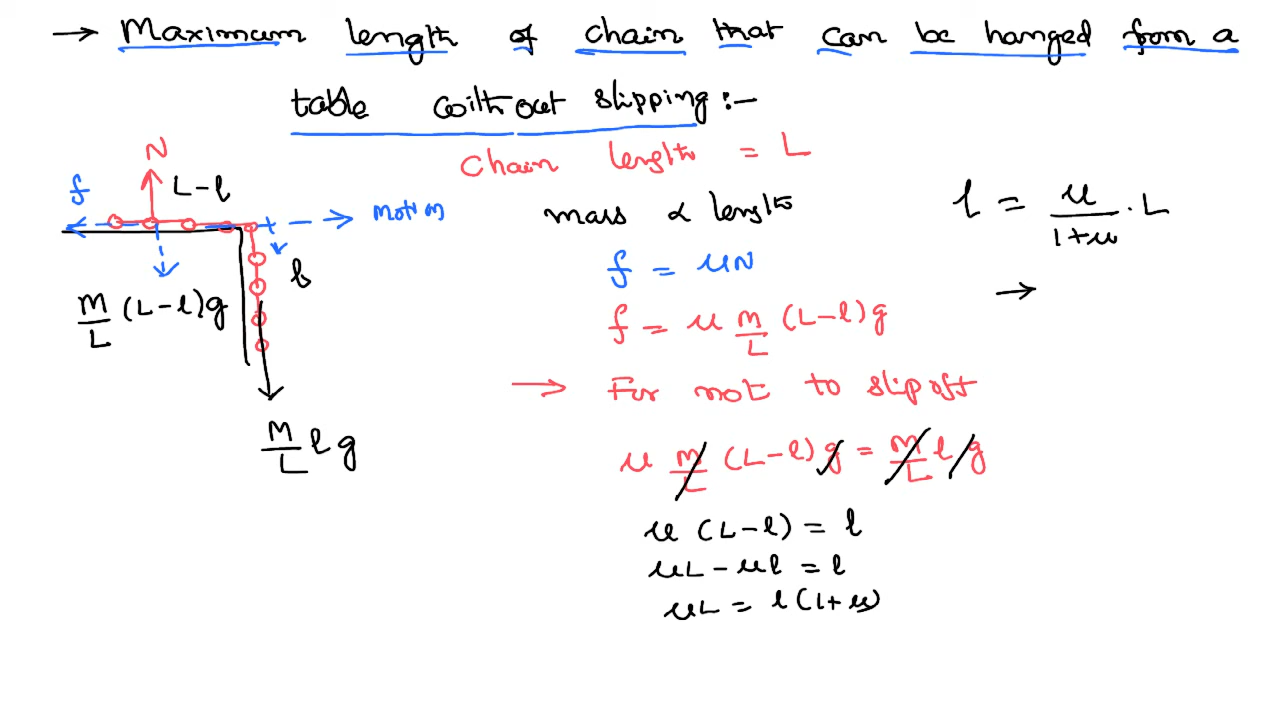 → Maximum length of chain that can be hanged from a
table without slipping :-
Chain length = L
N
f
L-l
motion
l
M/L (L-l)g
M/L l g
mass ∝ length
f = μN
f = μ M/L (L-l)g
→ For not to slip off
μ M/L (L-l)g = M/L l g
μ (L-l) = l
μL - μl = l
μL = l(1+μ)
l = μ/(1+μ) . L
→